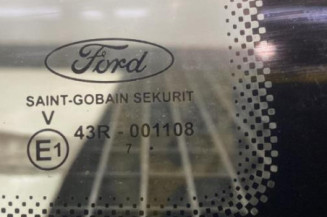 Ford
SAINT-GOBAIN SEKURIT
V
E1 43R - 001108
7 .